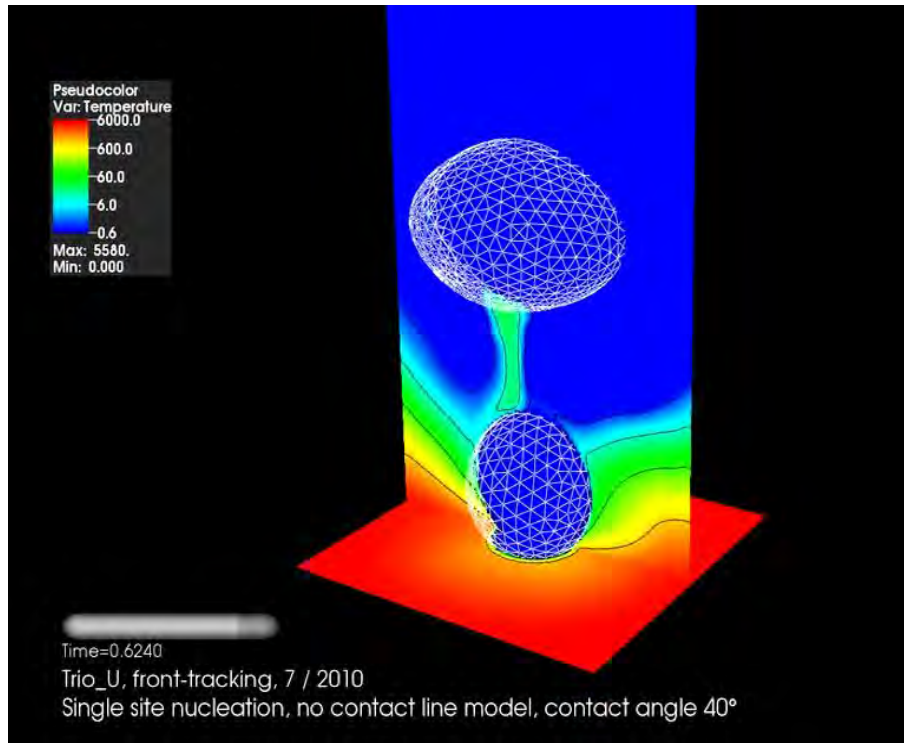 Pseudocolor
Var: Temperature
6000.0
600.0
60.0
6.0
0.6
Max: 5580.
Min: 0.000
Time=0.6240
Trio_U, front-tracking, 7 / 2010
Single site nucleation, no contact line model, contact angle 40°